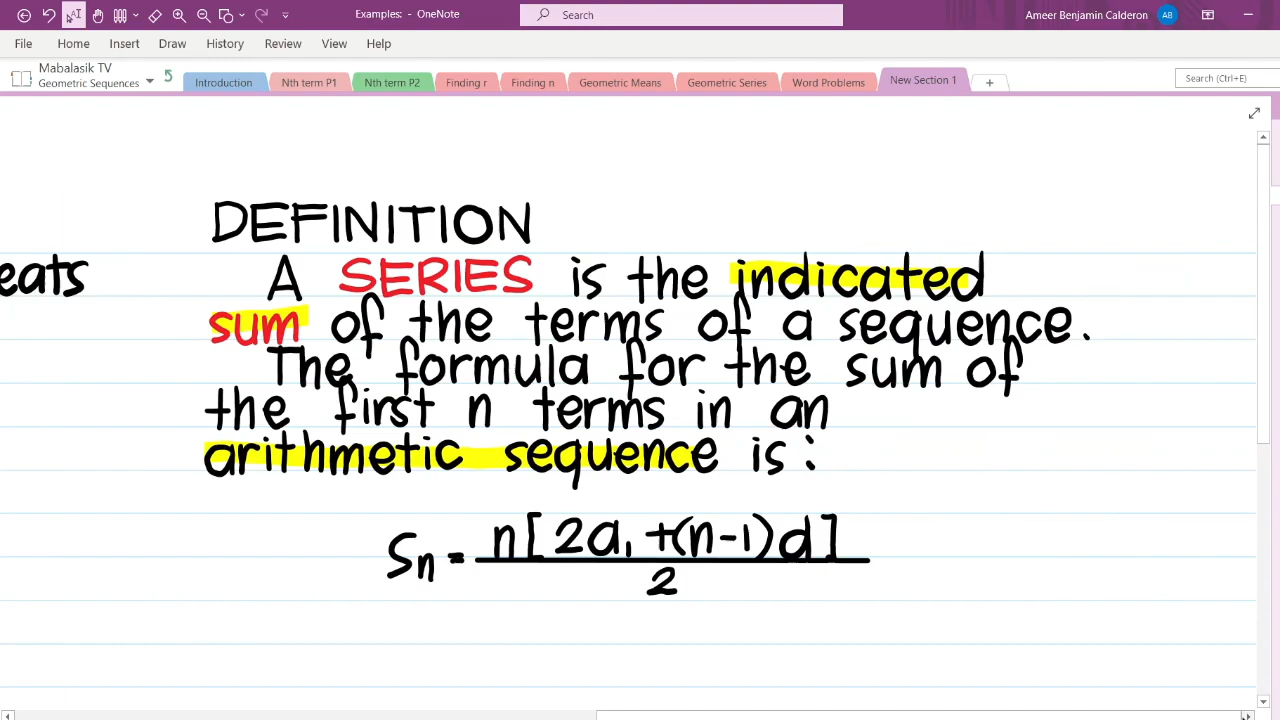 Examples: - OneNote
Search
Ameer Benjamin Calderon
AB
File Home Insert Draw History Review View Help
Mabalasik TV
Geometric Sequences
Introduction Nth term P1 Nth term P2 Finding r Finding n Geometric Means Geometric Series Word Problems New Section 1 +
Search (Ctrl+E)
DEFINITION
eats
A SERIES is the indicated
sum of the terms of a sequence.
The formula for the sum of
the first n terms in an
arithmetic sequence is:
Sn = n[2a₁+(n-1)d]
2